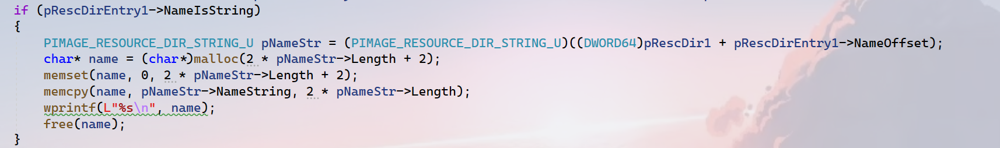 if (pRescDirEntry1->NameIsString)
{
    PIMAGE_RESOURCE_DIR_STRING_U pNameStr = (PIMAGE_RESOURCE_DIR_STRING_U)((DWORD64)pRescDir1 + pRescDirEntry1->NameOffset);
    char* name = (char*)malloc(2 * pNameStr->Length + 2);
    memset(name, 0, 2 * pNameStr->Length + 2);
    memcpy(name, pNameStr->NameString, 2 * pNameStr->Length);
    wprintf(L"%s\n", name);
    free(name);
}